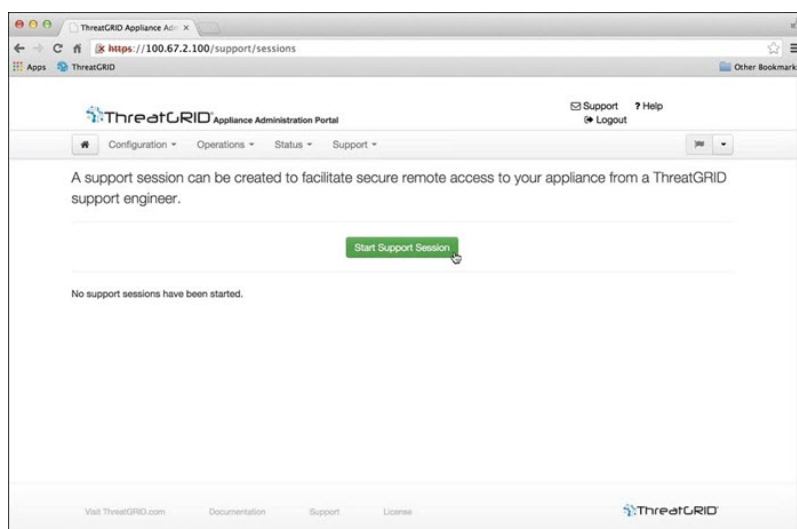 ThreatGRID Appliance Adm
https://100.67.2.100/support/sessions
Apps ThreatGRID Other Bookmark
ThreatGRID Appliance Administration Portal
Support ? Help
Logout
Configuration Operations Status Support
A support session can be created to facilitate secure remote access to your appliance from a ThreatGRID
support engineer.
Start Support Session
No support sessions have been started.
Visit ThreatGRID.com Documentation Support License ThreatGRID